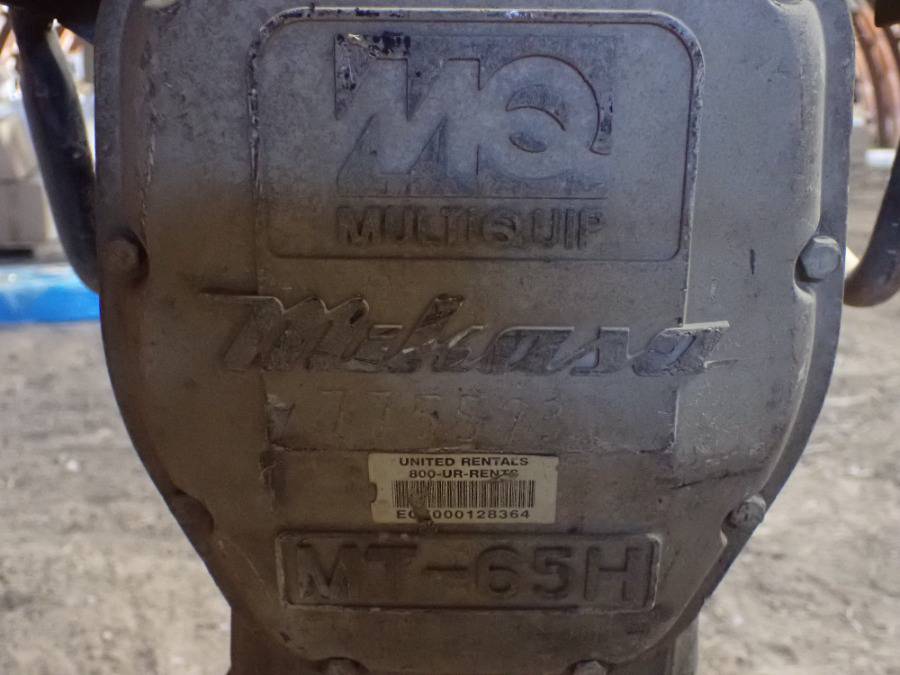 MQ
MULTIQUIP
Mikasa
UNITED RENTALS
800-UR-RENTS
MT-65H